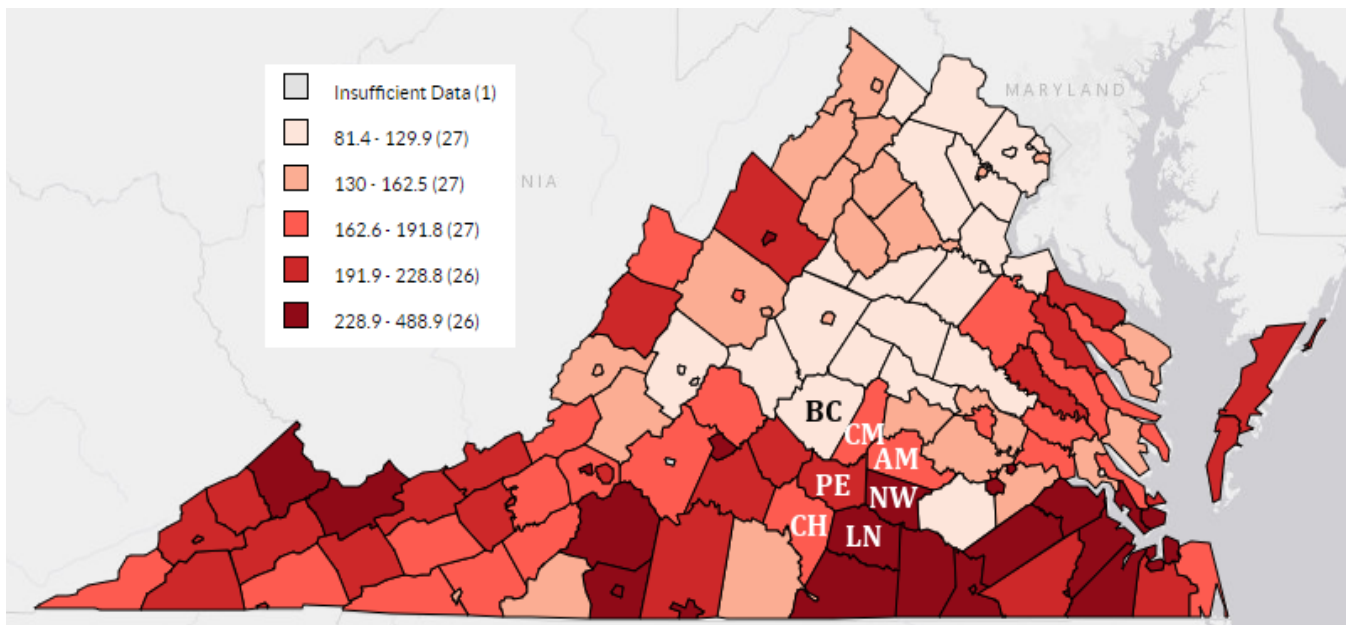 MARYLAND
NIA
Insufficient Data (1)
81.4 - 129.9 (27)
130 - 162.5 (27)
162.6 - 191.8 (27)
191.9 - 228.8 (26)
228.9 - 488.9 (26)
BC
CM
AM
PE
NW
CH
LN